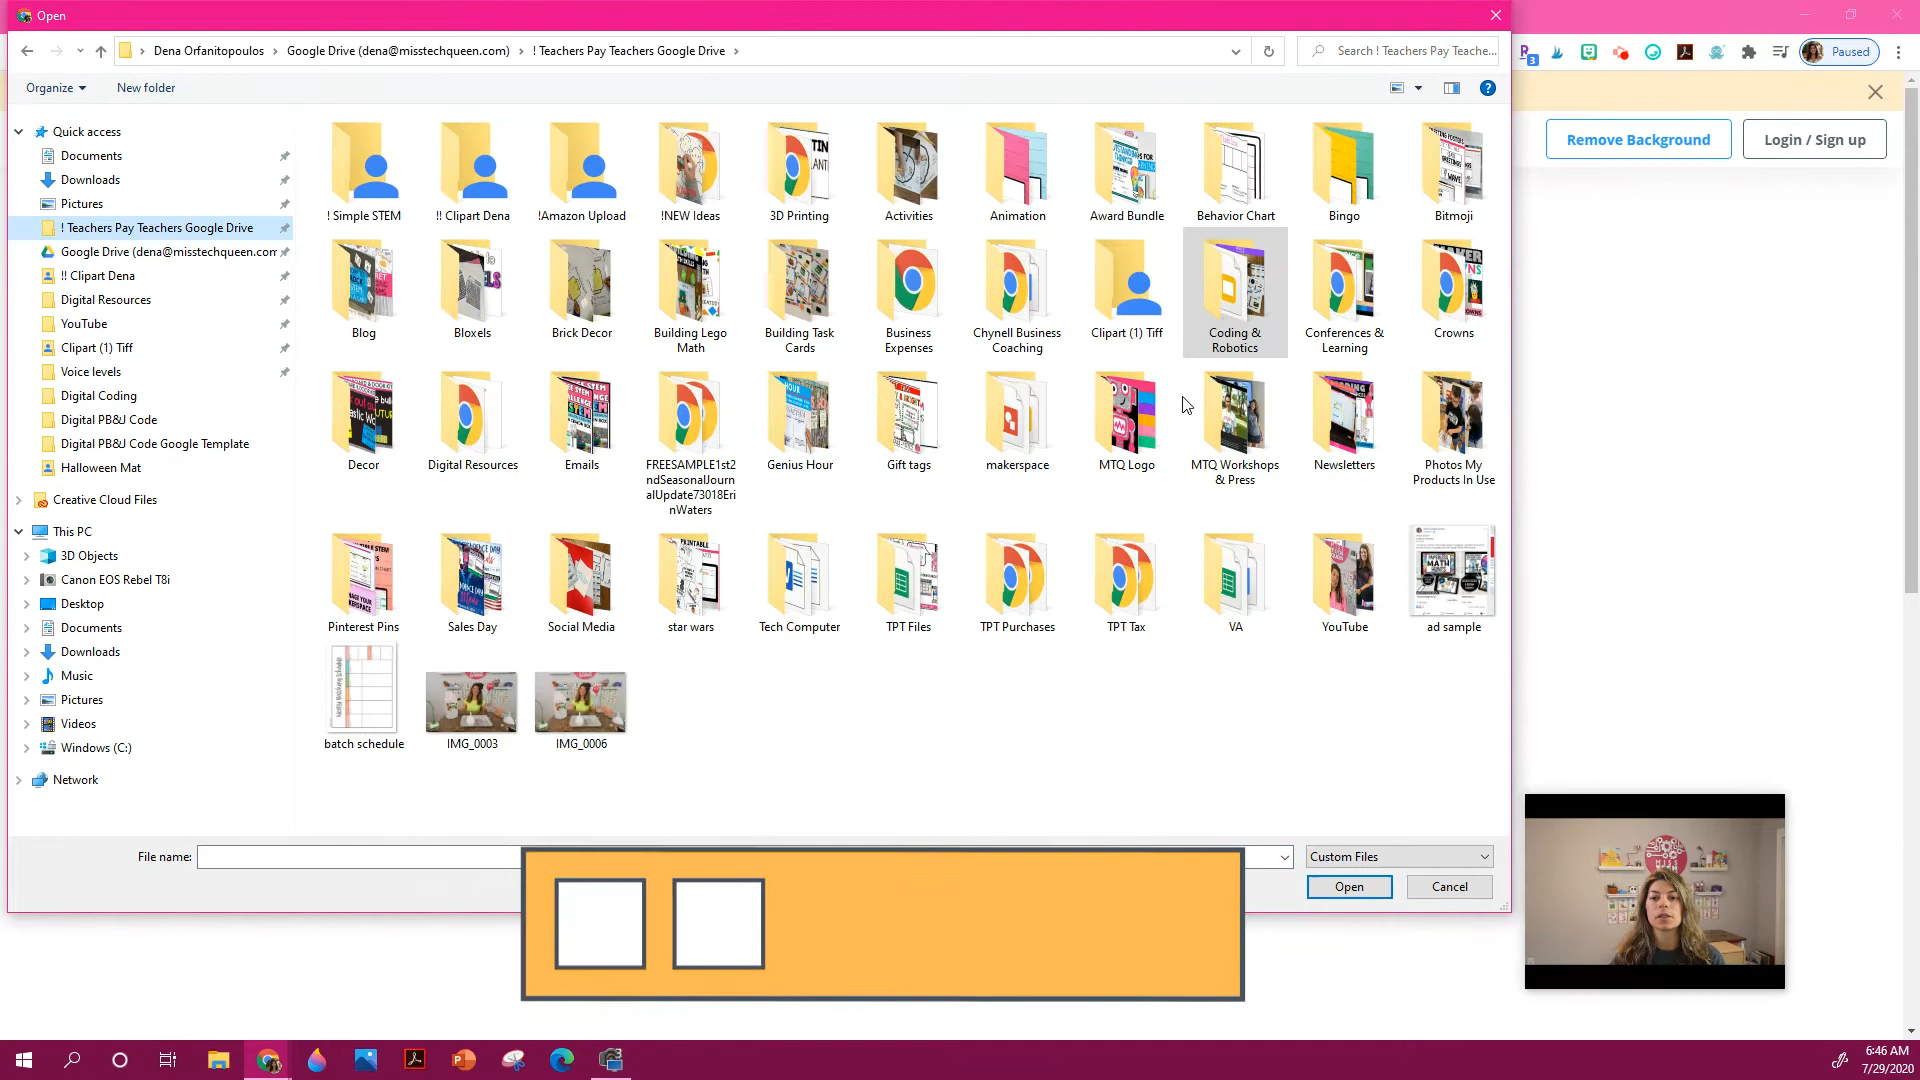 Open
Dena Orfanitopoulos
Google Drive (dena@misstechqueen.com)
! Teachers Pay Teachers Google Drive
Search ! Teachers Pay Teache...
Paused
Organize
New folder
Remove Background
Login / Sign up
Quick access
Documents
Downloads
Pictures
! Teachers Pay Teachers Google Drive
Google Drive (dena@misstechqueen.com
!! Clipart Dena
Digital Resources
YouTube
Clipart (1) Tiff
Voice levels
Digital Coding
Digital PB&J Code
Digital PB&J Code Google Template
Halloween Mat
Creative Cloud Files
This PC
3D Objects
Canon EOS Rebel T8i
Desktop
Documents
Downloads
Music
Pictures
Videos
Windows (C:)
Network
! Simple STEM
!! Clipart Dena
!Amazon Upload
!NEW Ideas
3D Printing
Activities
Animation
Award Bundle
Behavior Chart
Bingo
Bitmoji
Blog
Bloxels
Brick Decor
Building Lego
Math
Building Task
Cards
Business
Expenses
Chynell Business
Coaching
Clipart (1) Tiff
Coding &
Robotics
Conferences &
Learning
Crowns
Decor
Digital Resources
Emails
FREESAMPLE1st2
ndSeasonalJourn
alUpdate73018Eri
nWaters
Genius Hour
Gift tags
makerspace
MTQ Logo
MTQ Workshops
& Press
Newsletters
Photos My
Products In Use
Pinterest Pins
Sales Day
Social Media
star wars
Tech Computer
TPT Files
TPT Purchases
TPT Tax
VA
YouTube
ad sample
batch schedule
IMG_0003
IMG_0006
File name:
Custom Files
Open
Cancel
6:46 AM
7/29/2020